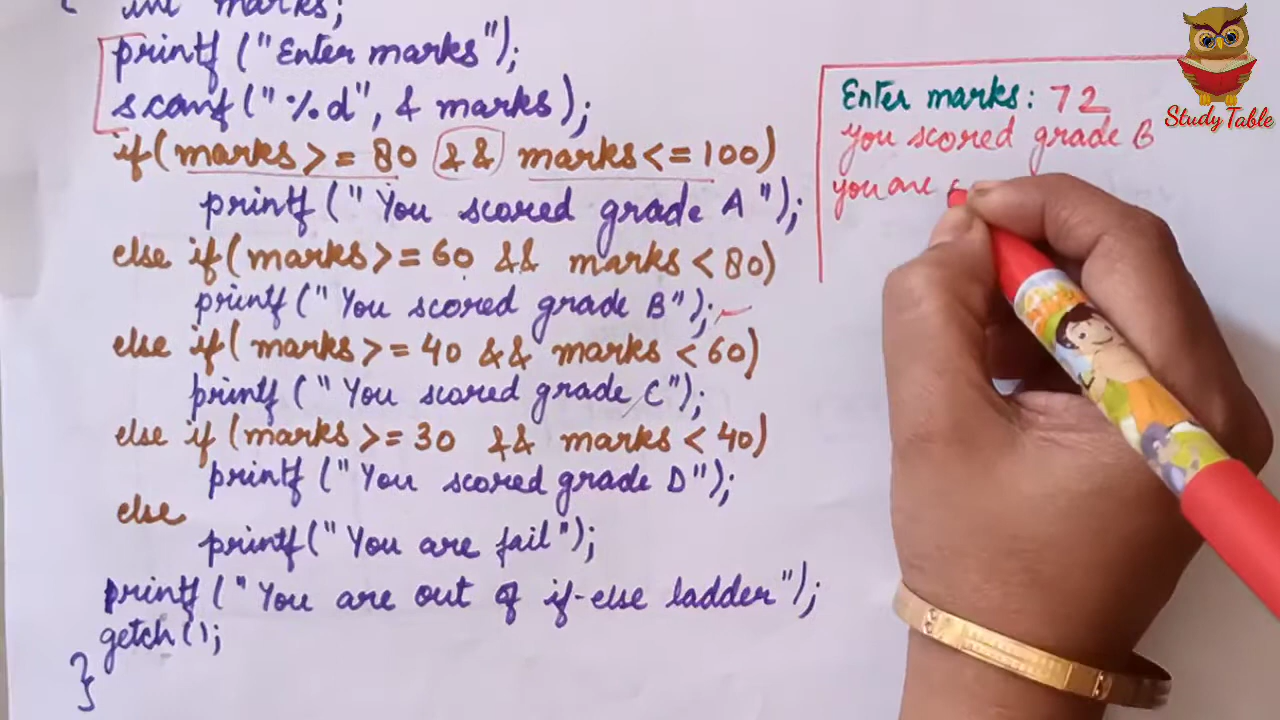 { int marks;
printf ("Enter marks");
scanf("%d", & marks);
if(marks>=80 && marks<=100)
printf (" You scored grade A ");
else if(marks>=60 && marks<80)
printf (" You scored grade B");
else if( marks>=40 && marks <60)
printf (" You scored grade C");
else if (marks>=30 && marks <40)
printf (" You scored grade D");
else
printf(" You are fail");
printf (" You are out of if-else ladder");
getch();
}
Enter marks: 72
you scored grade B
you are
Study Table